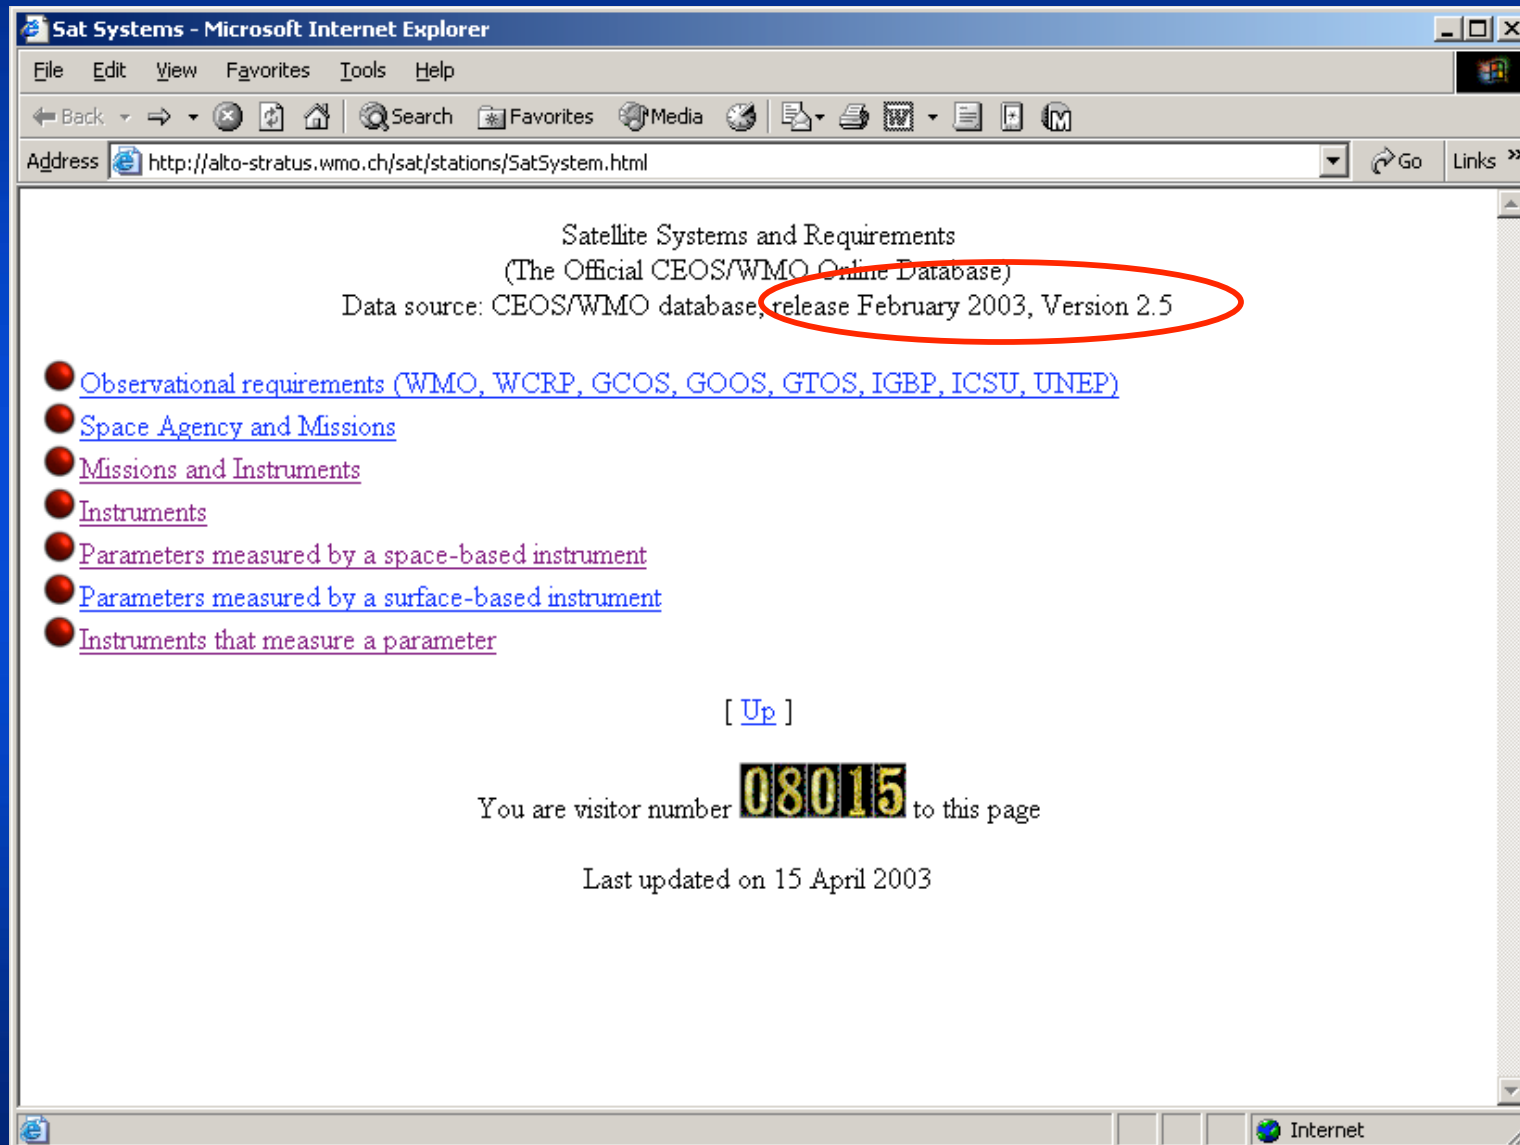 Sat Systems - Microsoft Internet Explorer
File Edit View Favorites Tools Help
Back Search Favorites Media
Address http://alto-stratus.wmo.ch/sat/stations/SatSystem.html Go Links »
Satellite Systems and Requirements
(The Official CEOS/WMO Online Database)
Data source: CEOS/WMO database, release February 2003, Version 2.5
Observational requirements (WMO, WCRP, GCOS, GOOS, GTOS, IGBP, ICSU, UNEP)
Space Agency and Missions
Missions and Instruments
Instruments
Parameters measured by a space-based instrument
Parameters measured by a surface-based instrument
Instruments that measure a parameter
[ Up ]
You are visitor number 08015 to this page
Last updated on 15 April 2003
Internet